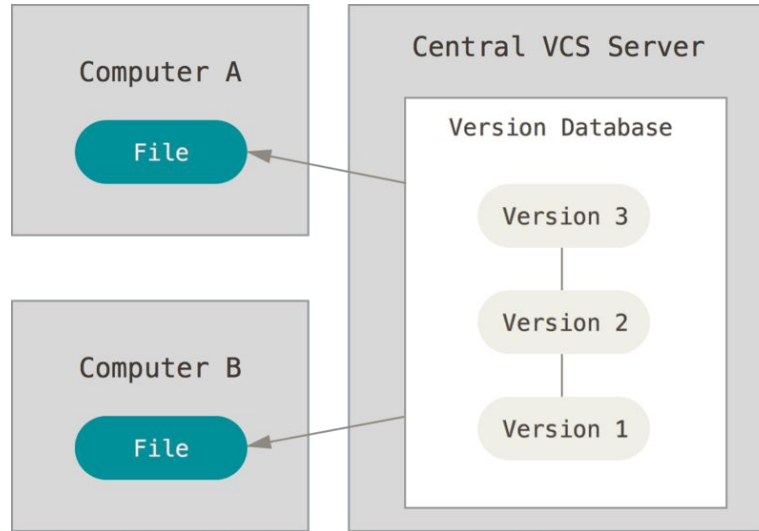 Computer A
File
Computer B
File
Central VCS Server
Version Database
Version 3
Version 2
Version 1